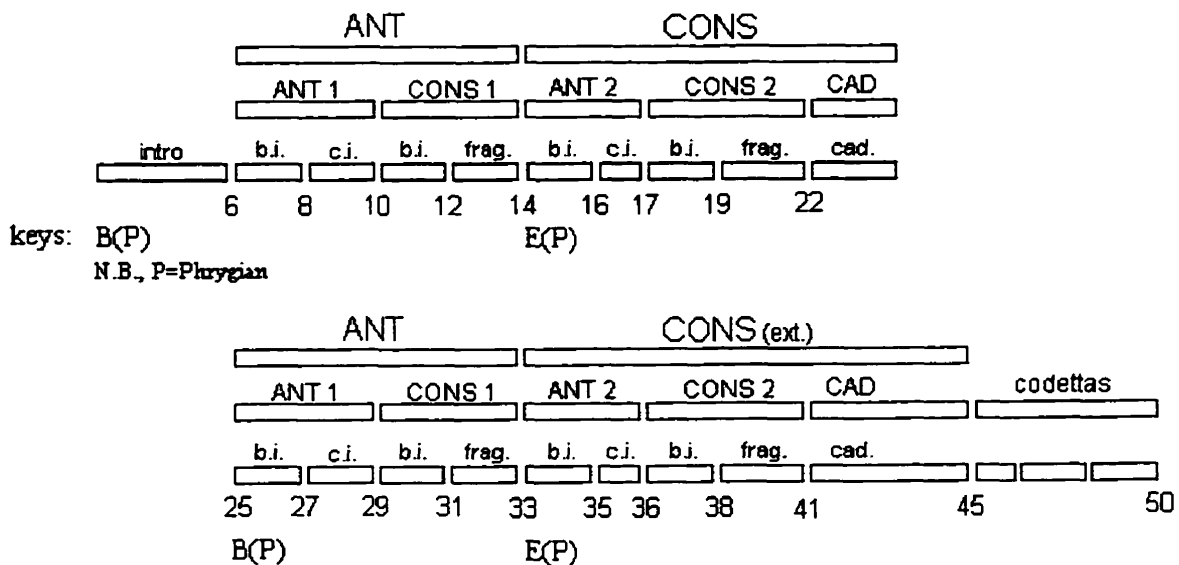 ANT CONS
ANT 1 CONS 1 ANT 2 CONS 2 CAD
intro b.i. c.i. b.i. frag. b.i. c.i. b.i. frag. cad.
6 8 10 12 14 16 17 19 22
keys: B(P) E(P)
N.B., P=Phrygian
ANT CONS (ext.)
ANT 1 CONS 1 ANT 2 CONS 2 CAD codettas
b.i. c.i. b.i. frag. b.i. c.i. b.i. frag. cad.
25 27 29 31 33 35 36 38 41 45 50
B(P) E(P)